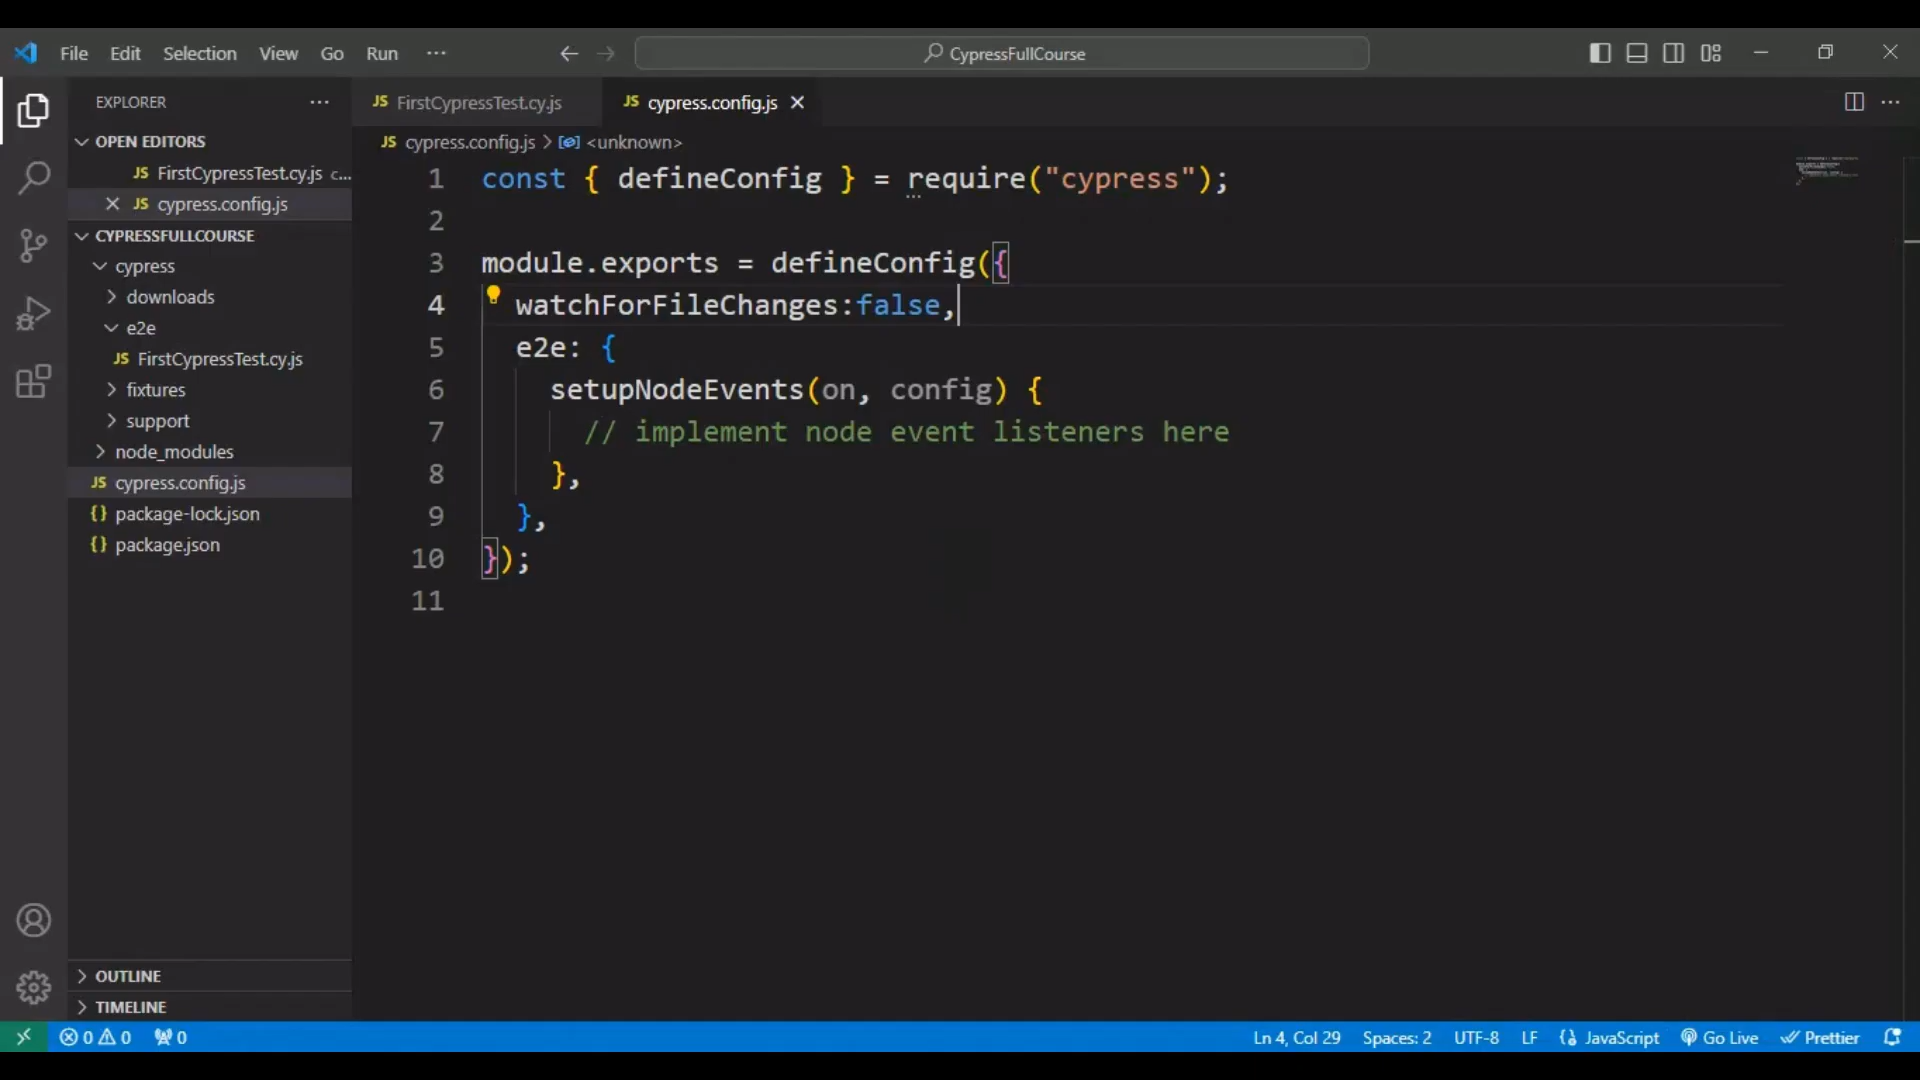 File Edit Selection View Go Run ···
CypressFullCourse
EXPLORER ···
JS FirstCypressTest.cy.js
JS cypress.config.js
OPEN EDITORS
JS cypress.config.js > <unknown>
JS FirstCypressTest.cy.js c...
JS cypress.config.js
CYPRESSFULLCOURSE
cypress
downloads
e2e
JS FirstCypressTest.cy.js
fixtures
support
node_modules
JS cypress.config.js
{} package-lock.json
{} package.json
OUTLINE
TIMELINE
1 const { defineConfig } = require("cypress");
2
3 module.exports = defineConfig({
4 watchForFileChanges:false,
5 e2e: {
6 setupNodeEvents(on, config) {
7 // implement node event listeners here
8 },
9 },
10 });
11
0 0 0
Ln 4, Col 29 Spaces: 2 UTF-8 LF JavaScript Go Live Prettier